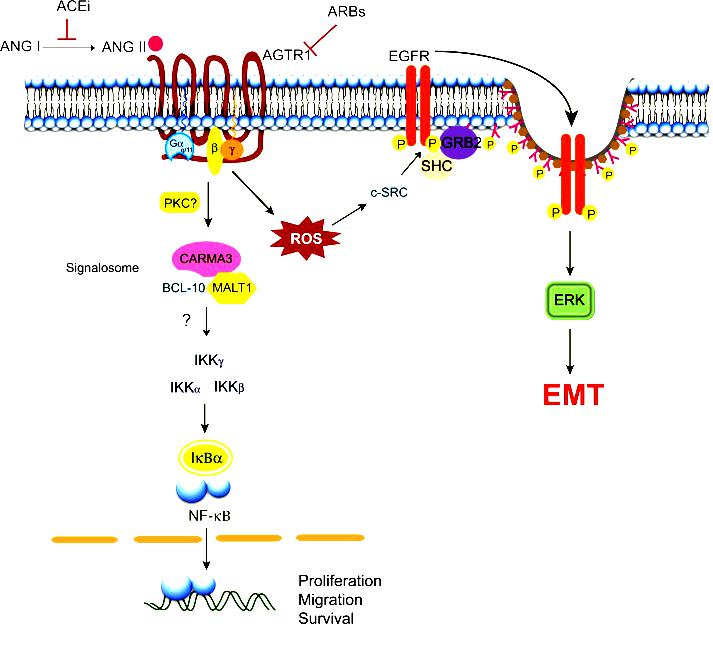 ACEi
ANG I
ANG II
AGTR1
ARBs
EGFR
Gα q/11
β
γ
P
P
GRB2
SHC
P
P
P
P
P
P
P
PKC?
ROS
c-SRC
CARMA3
Signalosome
BCL-10
MALT1
?
IKKγ
IKKα
IKKβ
ERK
EMT
IκBα
NF-κB
Proliferation
Migration
Survival